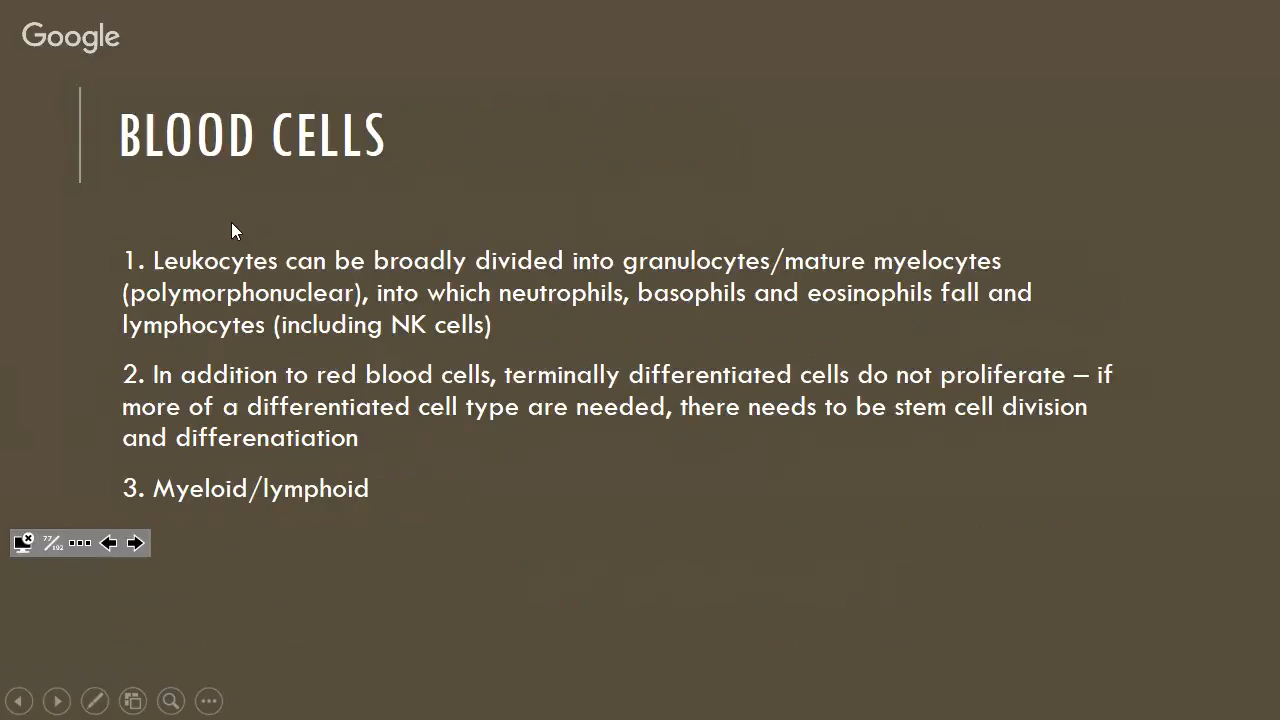 Google
BLOOD CELLS
1. Leukocytes can be broadly divided into granulocytes/mature myelocytes
(polymorphonuclear), into which neutrophils, basophils and eosinophils fall and
lymphocytes (including NK cells)
2. In addition to red blood cells, terminally differentiated cells do not proliferate – if
more of a differentiated cell type are needed, there needs to be stem cell division
and differenatiation
3. Myeloid/lymphoid
77/192